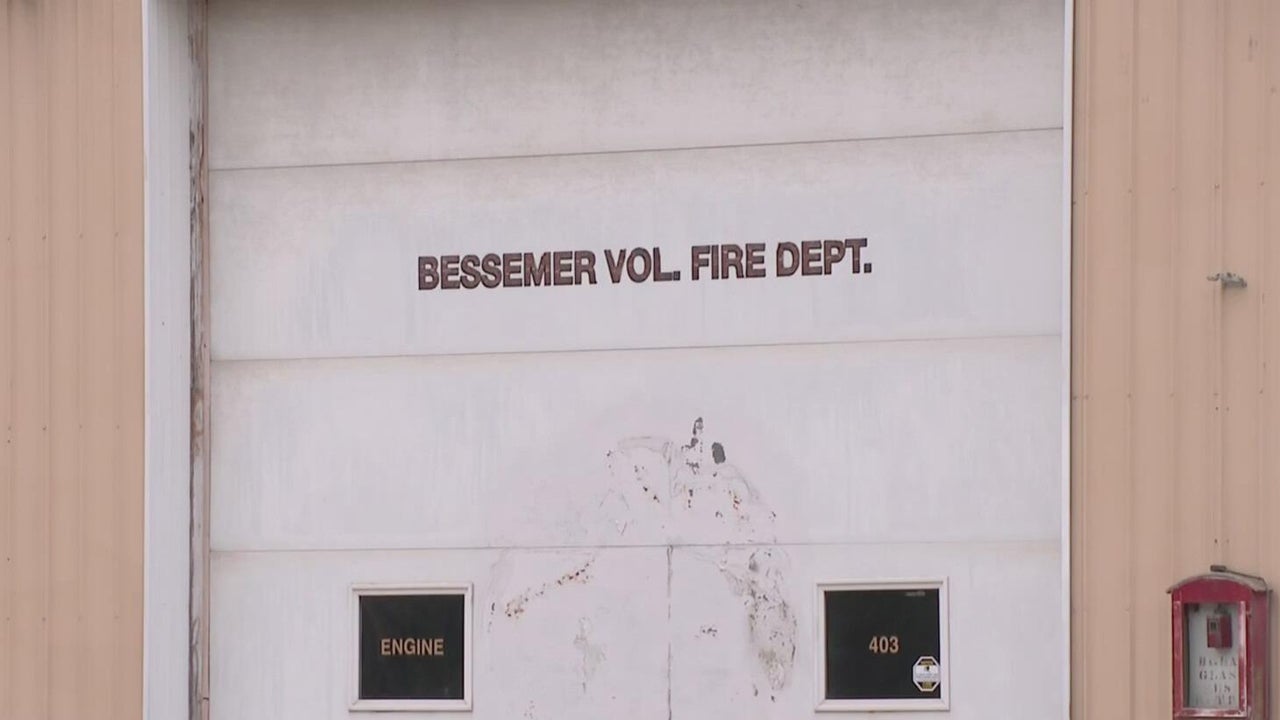 BESSEMER VOL. FIRE DEPT.
ENGINE
403